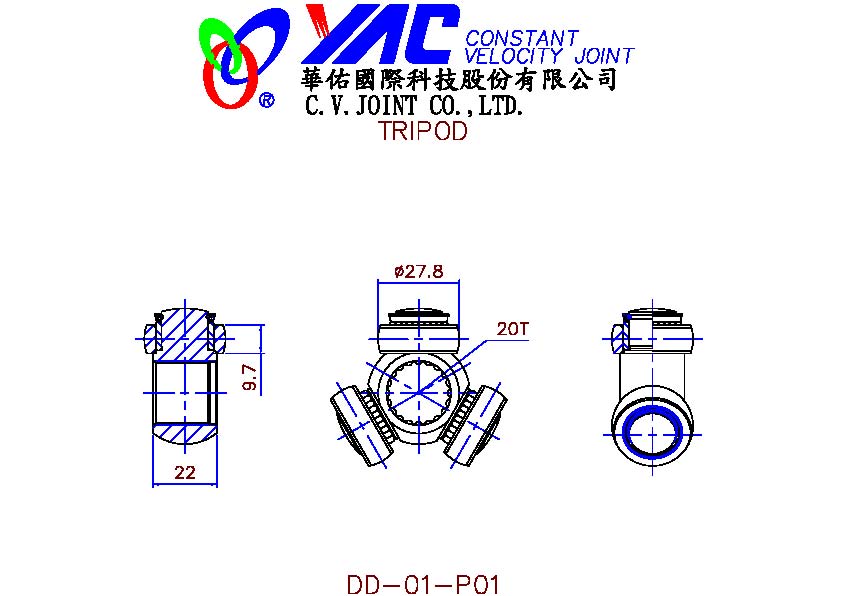 YAC CONSTANT
VELOCITY JOINT
®
華佑國際科技股份有限公司
C.V.JOINT CO.,LTD.
TRIPOD
ø27.8
20T
9.7
22
DD-01-P01